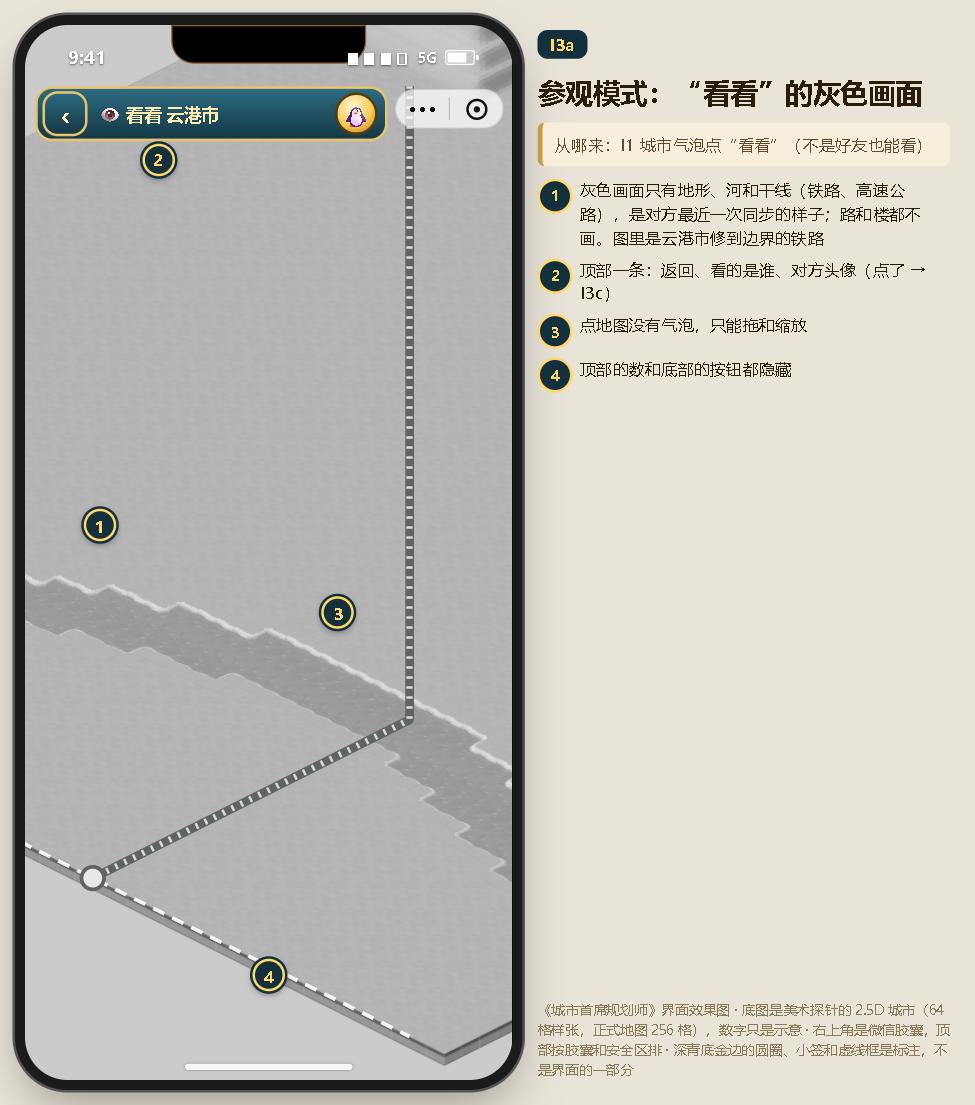 9:41
5G
看看 云港市
2
1
3
4
I3a
参观模式：“看看”的灰色画面
从哪来：I1 城市气泡点“看看”（不是好友也能看）
1 灰色画面只有地形、河和干线（铁路、高速公
路），是对方最近一次同步的样子；路和楼都不
画。图里是云港市修到边界的铁路
2 顶部一条：返回、看的是谁、对方头像（点了 →
I3c）
3 点地图没有气泡，只能拖和缩放
4 顶部的数和底部的按钮都隐藏
《城市首席规划师》界面效果图 · 底图是美术探针的 2.5D 城市（64
格样张，正式地图 256 格），数字只是示意 · 右上角是微信胶囊，顶
部按胶囊和安全区排 · 深青底金边的圆圈、小签和虚线框是标注，不
是界面的一部分